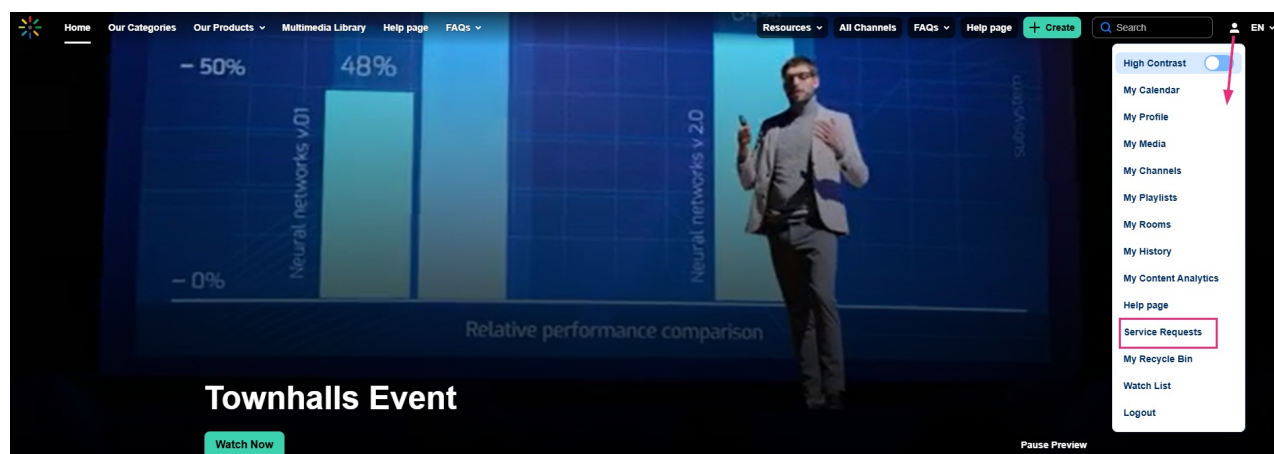 Home Our Categories Our Products Multimedia Library Help page FAQs Resources All Channels FAQs Help page + Create Search EN
High Contrast
My Calendar
My Profile
My Media
My Channels
My Playlists
My Rooms
My History
My Content Analytics
Help page
Service Requests
My Recycle Bin
Watch List
Logout
64%
– 50%
48%
Neural networks v.01
Neural networks v 2.0
subsystem
– 0%
Relative performance comparison
Townhalls Event
Watch Now
Pause Preview